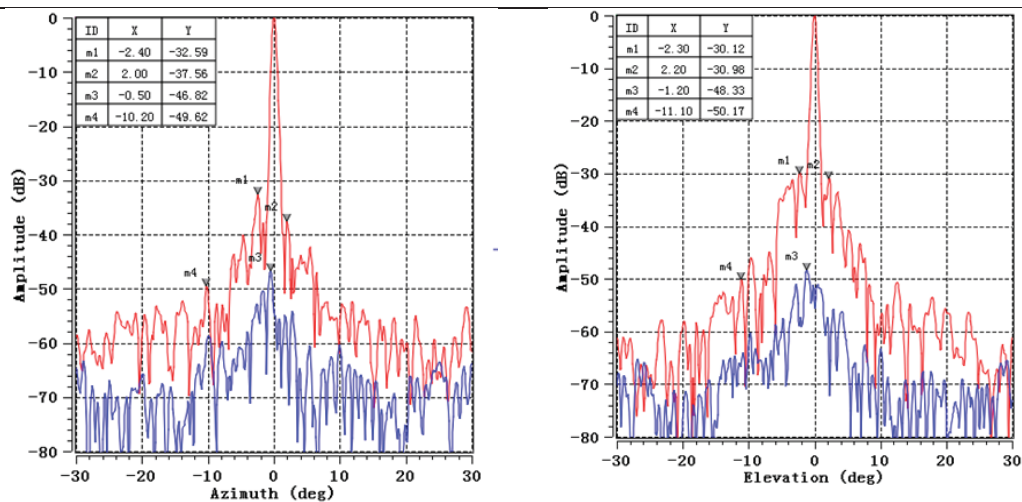 ID X Y
m1 -2.40 -32.59
m2 2.00 -37.56
m3 -0.50 -46.82
m4 -10.20 -49.62
0
-10
-20
-30
-40
-50
-60
-70
-80
Amplitude (dB)
m1
m2
m3
m4
-30 -20 -10 0 10 20 30
Azimuth (deg)
ID X Y
m1 -2.30 -30.12
m2 2.20 -30.98
m3 -1.20 -48.33
m4 -11.10 -50.17
0
-10
-20
-30
-40
-50
-60
-70
-80
Amplitude (dB)
m1 m2
m3
m4
-30 -20 -10 0 10 20 30
Elevation (deg)